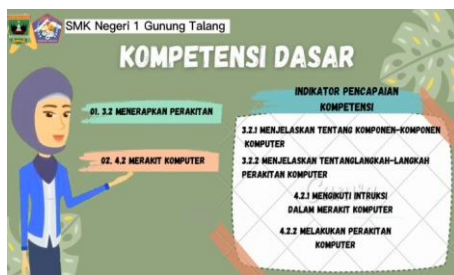 SMK Negeri 1 Gunung Talang
KOMPETENSI DASAR
01. 3.2 MENERAPKAN PERAKITAN
02. 4.2 MERAKIT KOMPUTER
INDIKATOR PENCAPAIAN
KOMPETENSI
3.2.1 MENJELASKAN TENTANG KOMPONEN-KOMPONEN
KOMPUTER
3.2.2 MENJELASKAN TENTANGLANGKAH-LANGKAH
PERAKITAN KOMPUTER
4.2.1 MENGIKUTI INTRUKSI
DALAM MERAKIT KOMPUTER
4.2.2 MELAKUKAN PERAKITAN
KOMPUTER